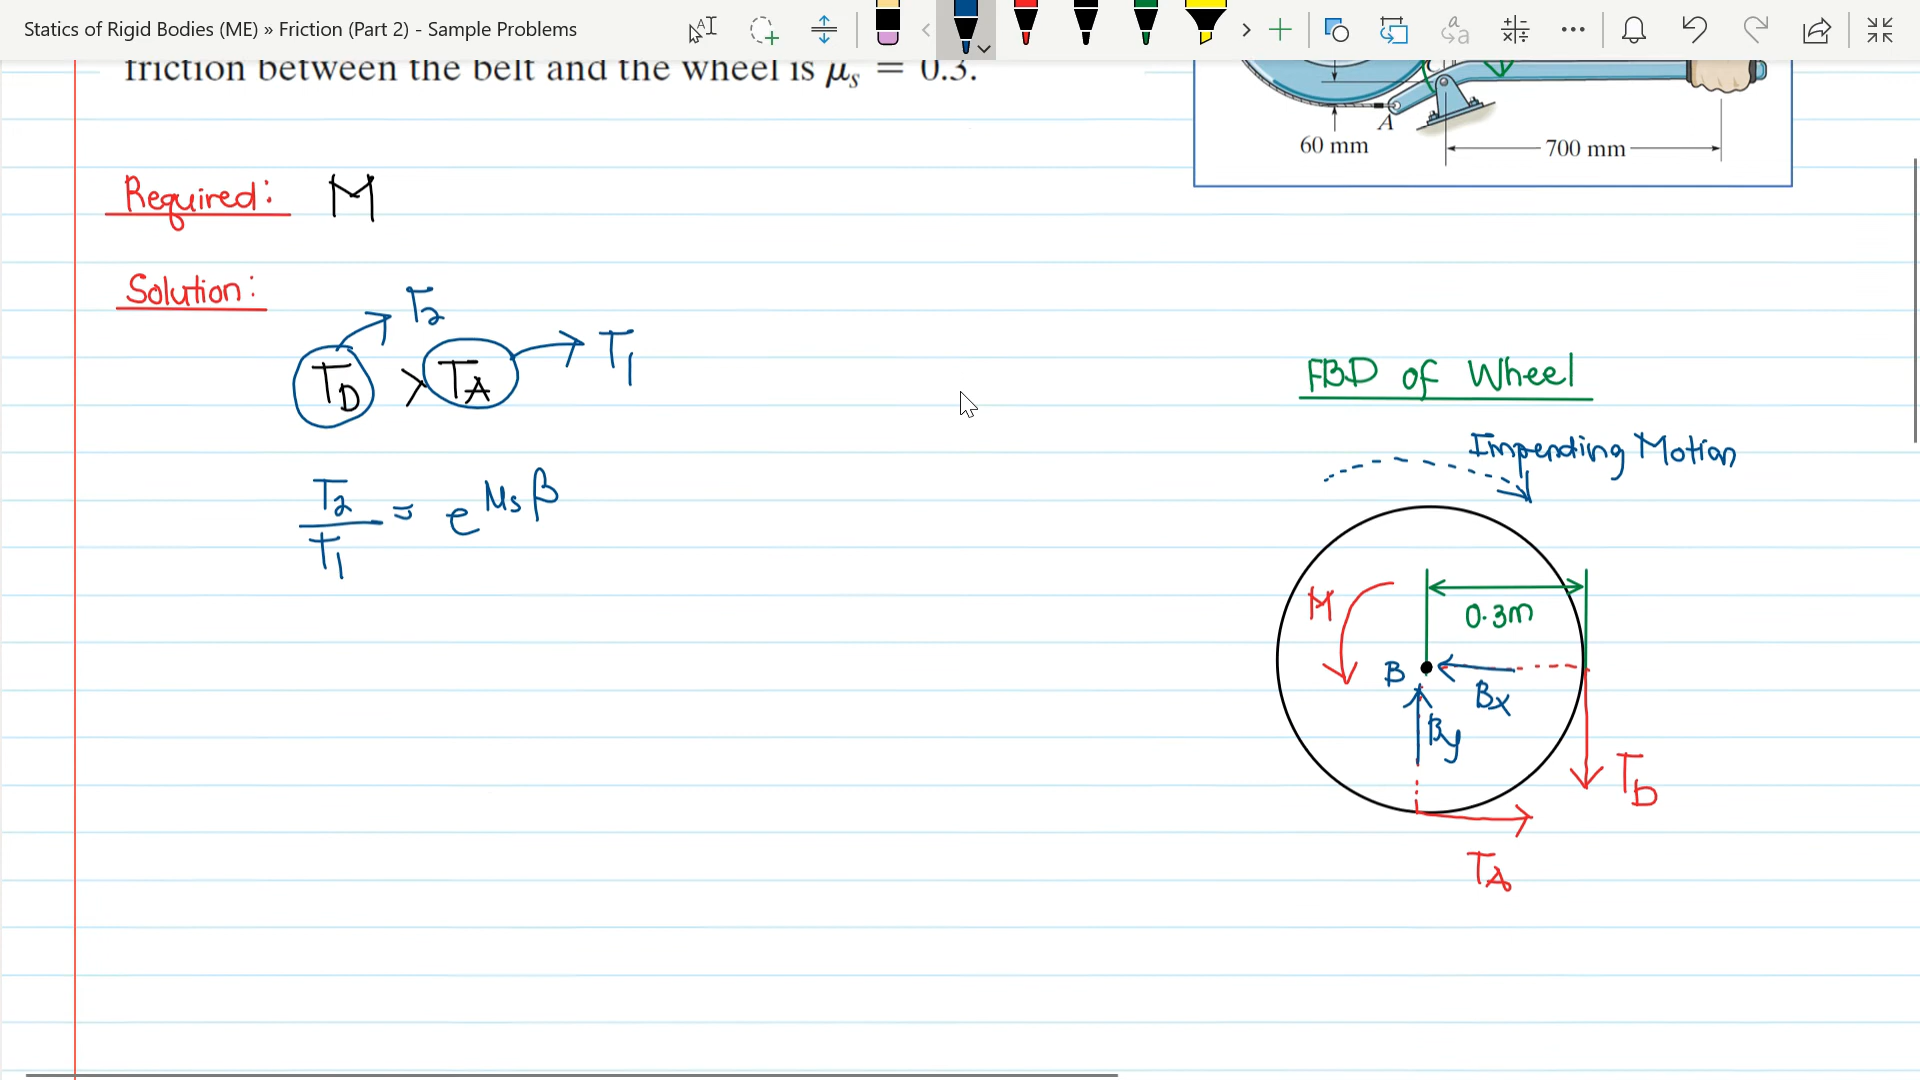 Statics of Rigid Bodies (ME) » Friction (Part 2) - Sample Problems
friction between the belt and the wheel is μs = 0.3.
A
60 mm
700 mm
Required: M
Solution:
T2
TD > TA
T1
T2/T1 = e^μsβ
FBD of Wheel
Impending Motion
M
0.3m
B
Bx
By
TD
TA